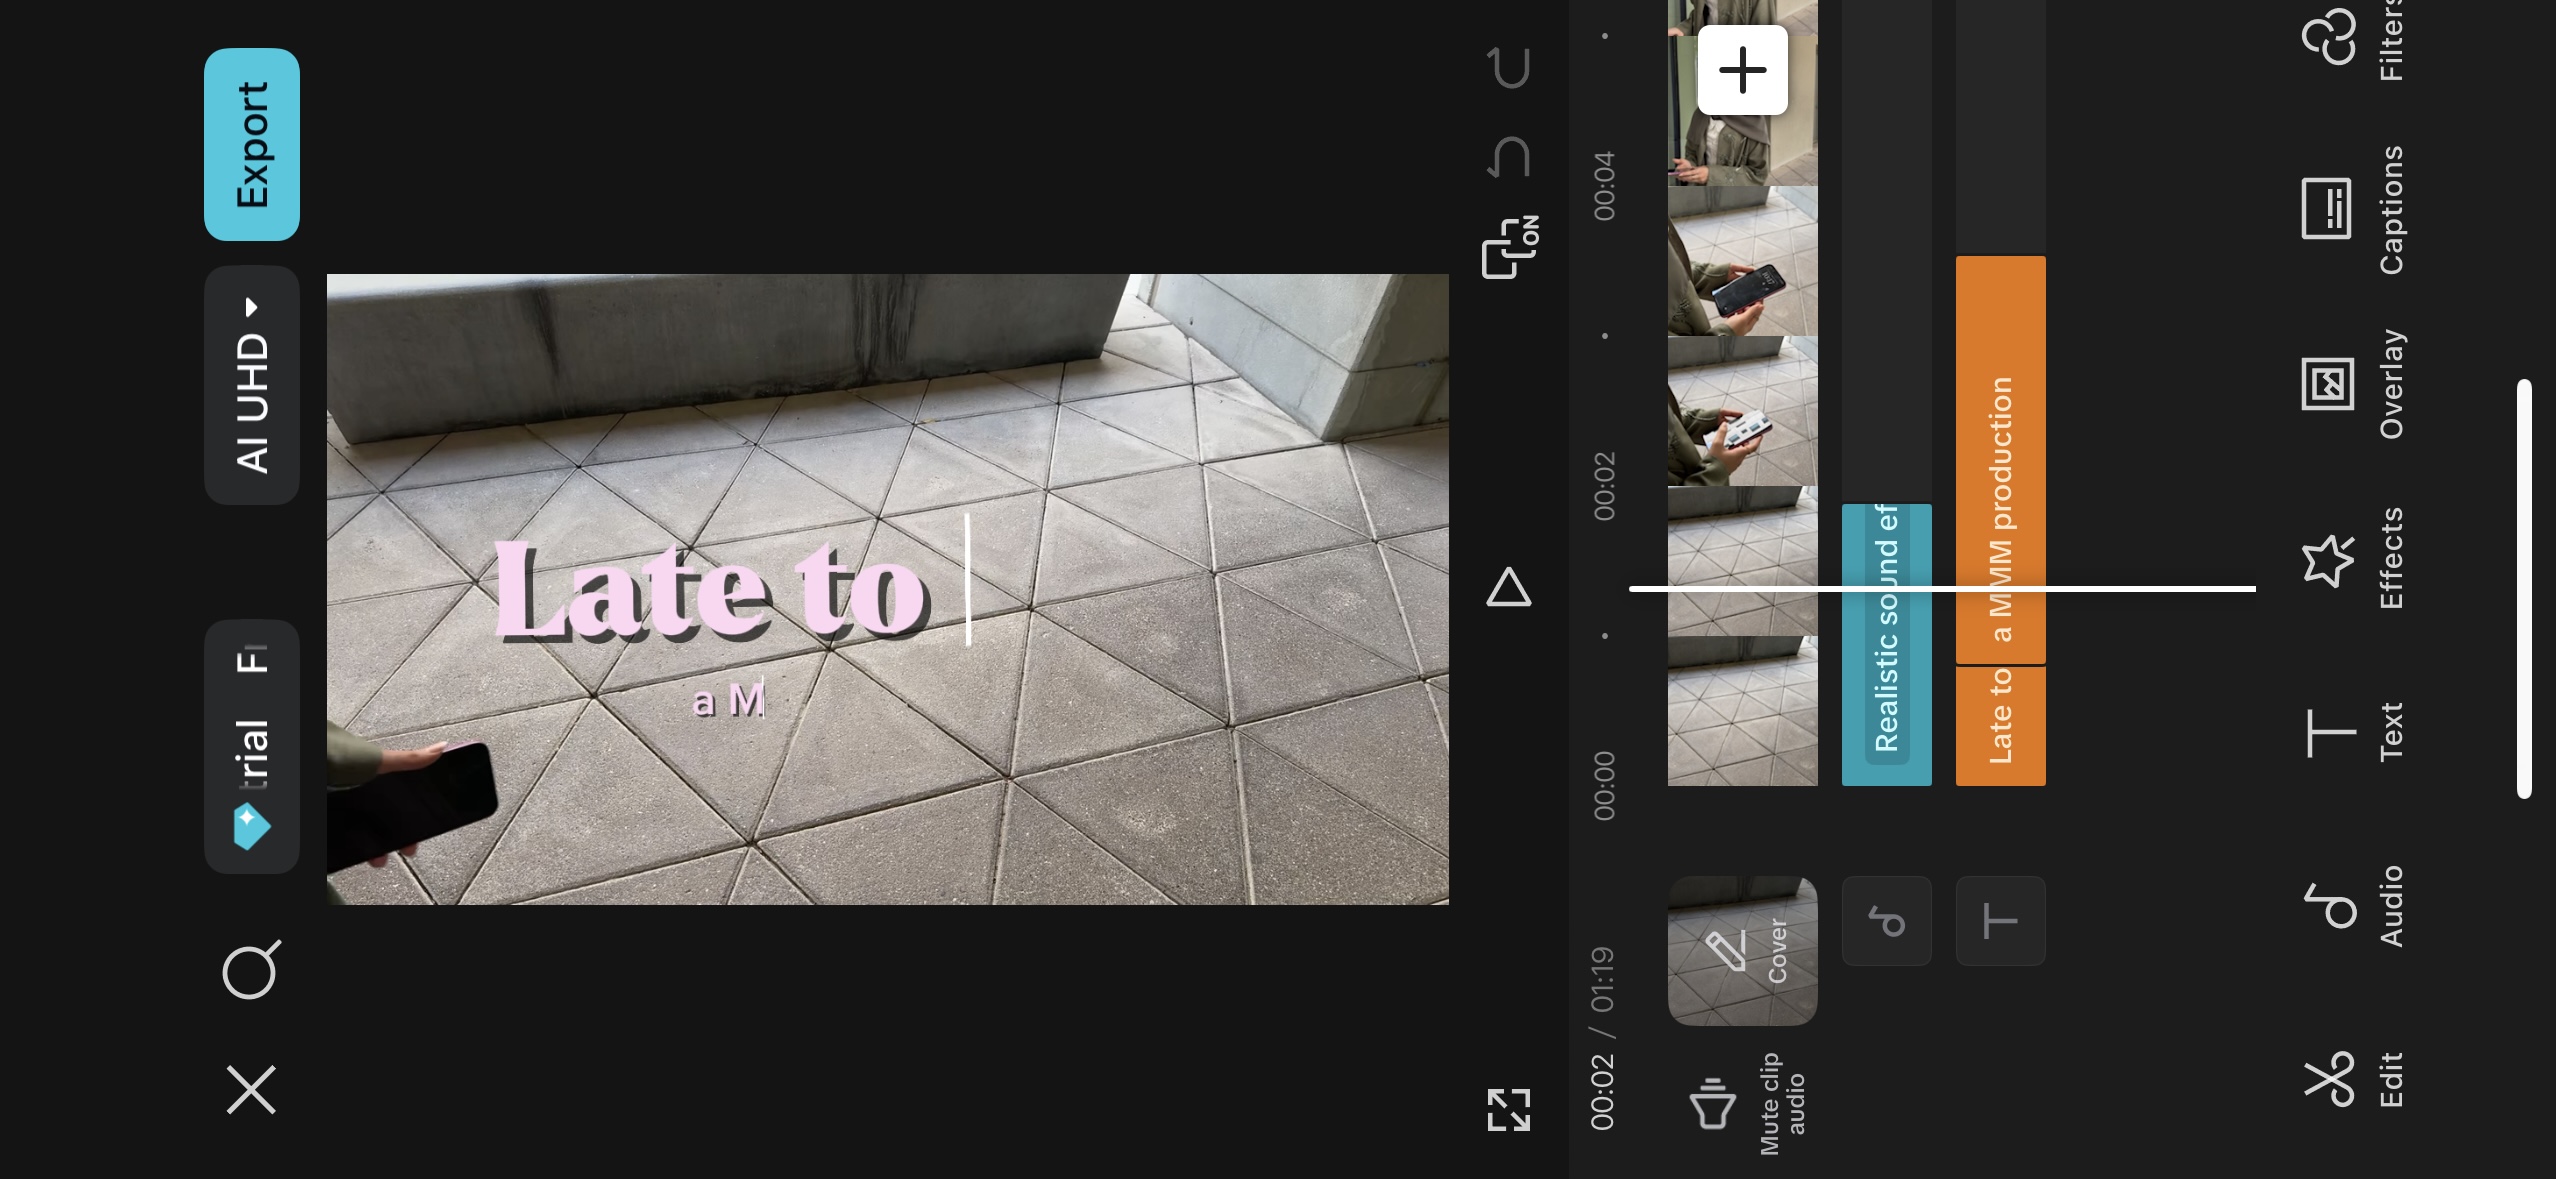 trial F
AI UHD
Export
Late to
a M
ON
00:02 / 01:19
00:00
00:02
00:04
Mute clip
audio
Cover
Realistic sound ef
Late to
a MMM production
Edit
Audio
Text
Effects
Overlay
Captions
Filters